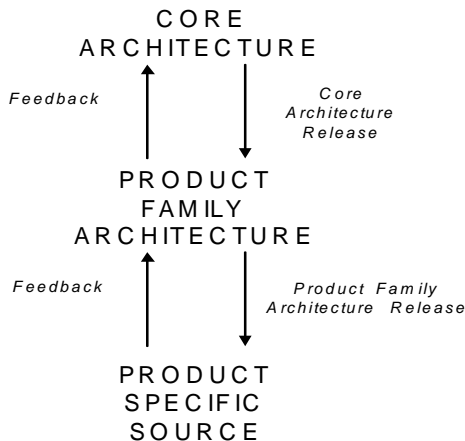 CORE
ARCHITECTURE
Feedback
Core
Architecture
Release
PRODUCT
FAMILY
ARCHITECTURE
Feedback
Product Family
Architecture Release
PRODUCT
SPECIFIC
SOURCE